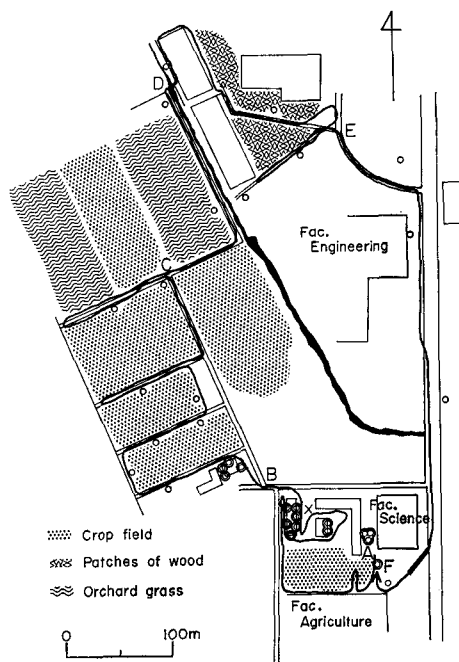 4
D
E
Fac.
Engineering
C
B
X
Fac.
Science
A
F
Crop field
Patches of wood
Orchard grass
Fac.
Agriculture
0 100m